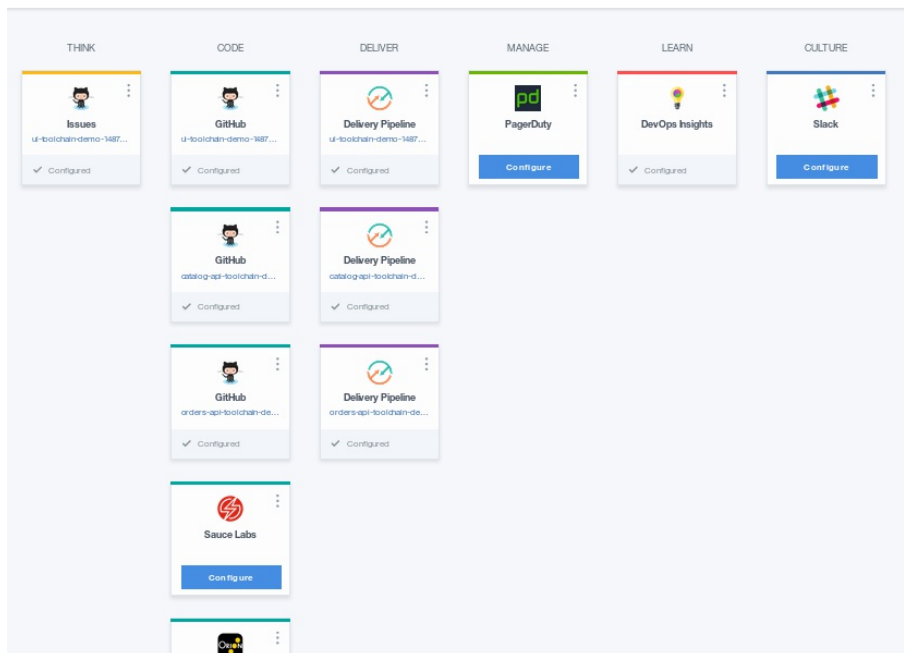 THINK CODE DELIVER MANAGE LEARN CULTURE
Issues GitHub Delivery Pipeline PagerDuty DevOps Insights Slack
ui-toolchain-demo-1487... ui-toolchain-demo-1487... ui-toolchain-demo-1487...
Configured Configured Configured Configure Configured Configure
GitHub Delivery Pipeline
catalog-api-toolchain-d... catalog-api-toolchain-d...
Configured Configured
GitHub Delivery Pipeline
orders-api-toolchain-de... orders-api-toolchain-de...
Configured Configured
Sauce Labs
Configure
ORION